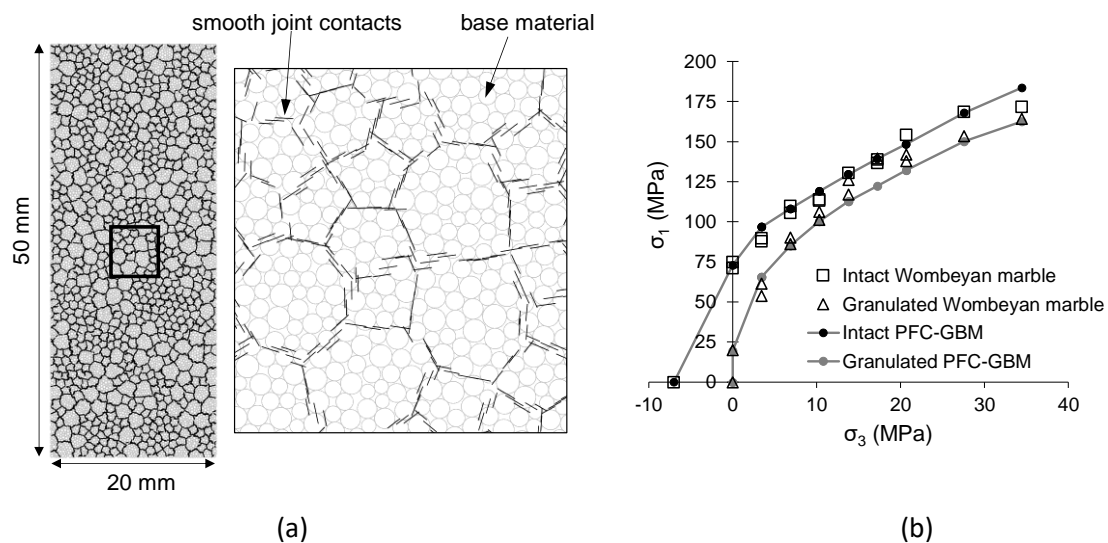 smooth joint contacts
base material
50 mm
20 mm
(a)
200
175
150
125
100
75
50
25
0
σ1 (MPa)
Intact Wombeyan marble
Granulated Wombeyan marble
Intact PFC-GBM
Granulated PFC-GBM
-10 0 10 20 30 40
σ3 (MPa)
(b)